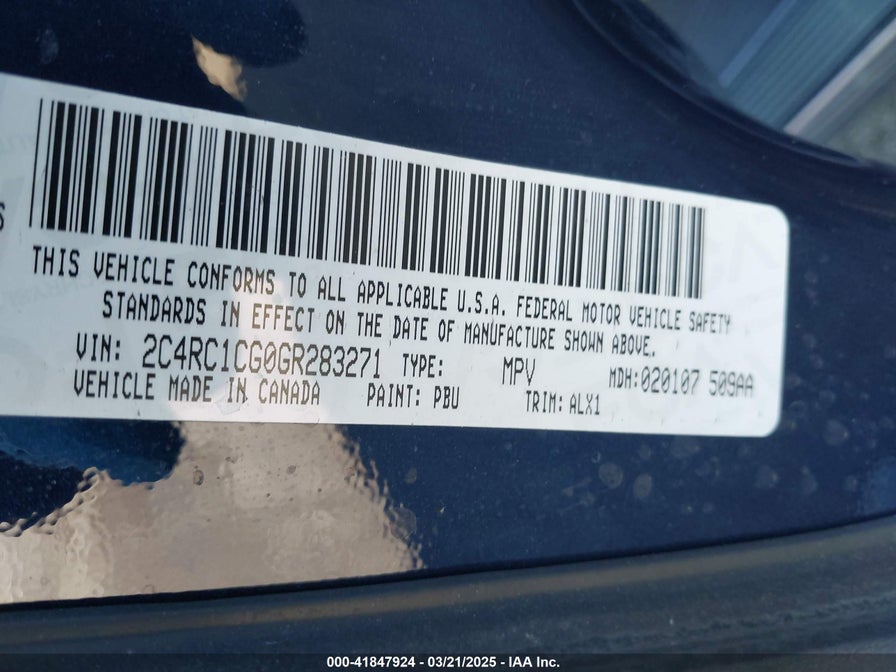 THIS VEHICLE CONFORMS TO ALL APPLICABLE U.S.A. FEDERAL MOTOR VEHICLE SAFETY
STANDARDS IN EFFECT ON THE DATE OF MANUFACTURE SHOWN ABOVE.
VIN: 2C4RC1CG0GR283271 TYPE: MPV MDH:020107 509AA
VEHICLE MADE IN CANADA PAINT: PBU TRIM: ALX1
000-41847924 - 03/21/2025 - IAA Inc.